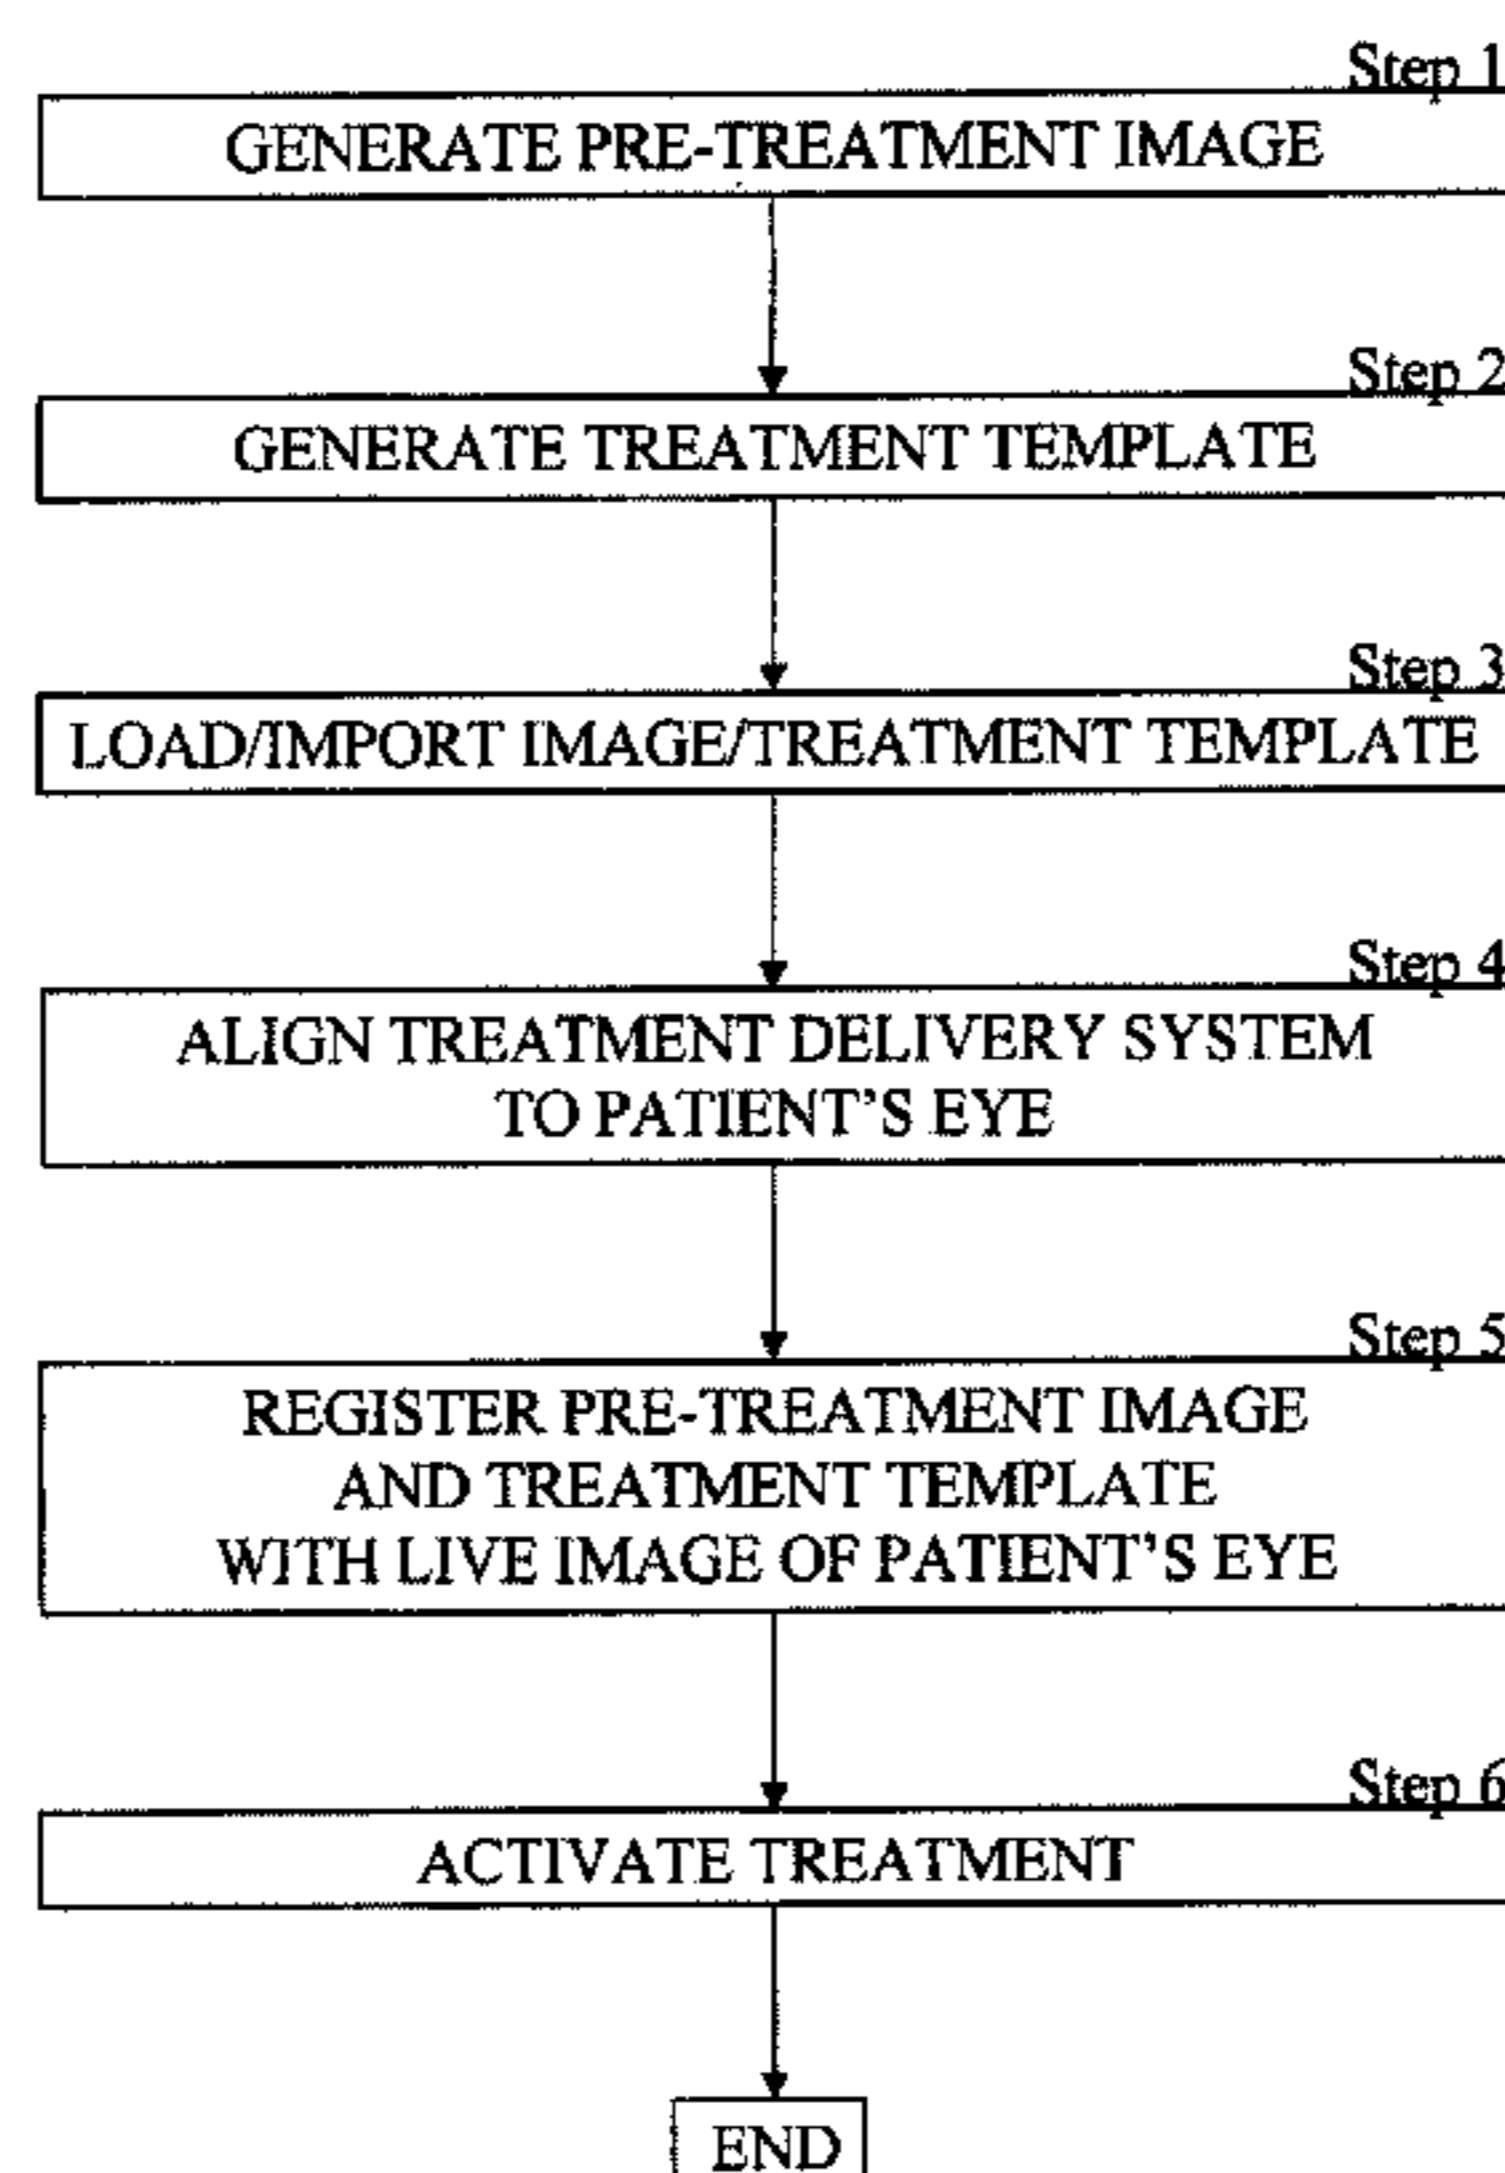 Step 1
GENERATE PRE-TREATMENT IMAGE
Step 2
GENERATE TREATMENT TEMPLATE
Step 3
LOAD/IMPORT IMAGE/TREATMENT TEMPLATE
Step 4
ALIGN TREATMENT DELIVERY SYSTEM
TO PATIENT'S EYE
Step 5
REGISTER PRE-TREATMENT IMAGE
AND TREATMENT TEMPLATE
WITH LIVE IMAGE OF PATIENT'S EYE
Step 6
ACTIVATE TREATMENT
END